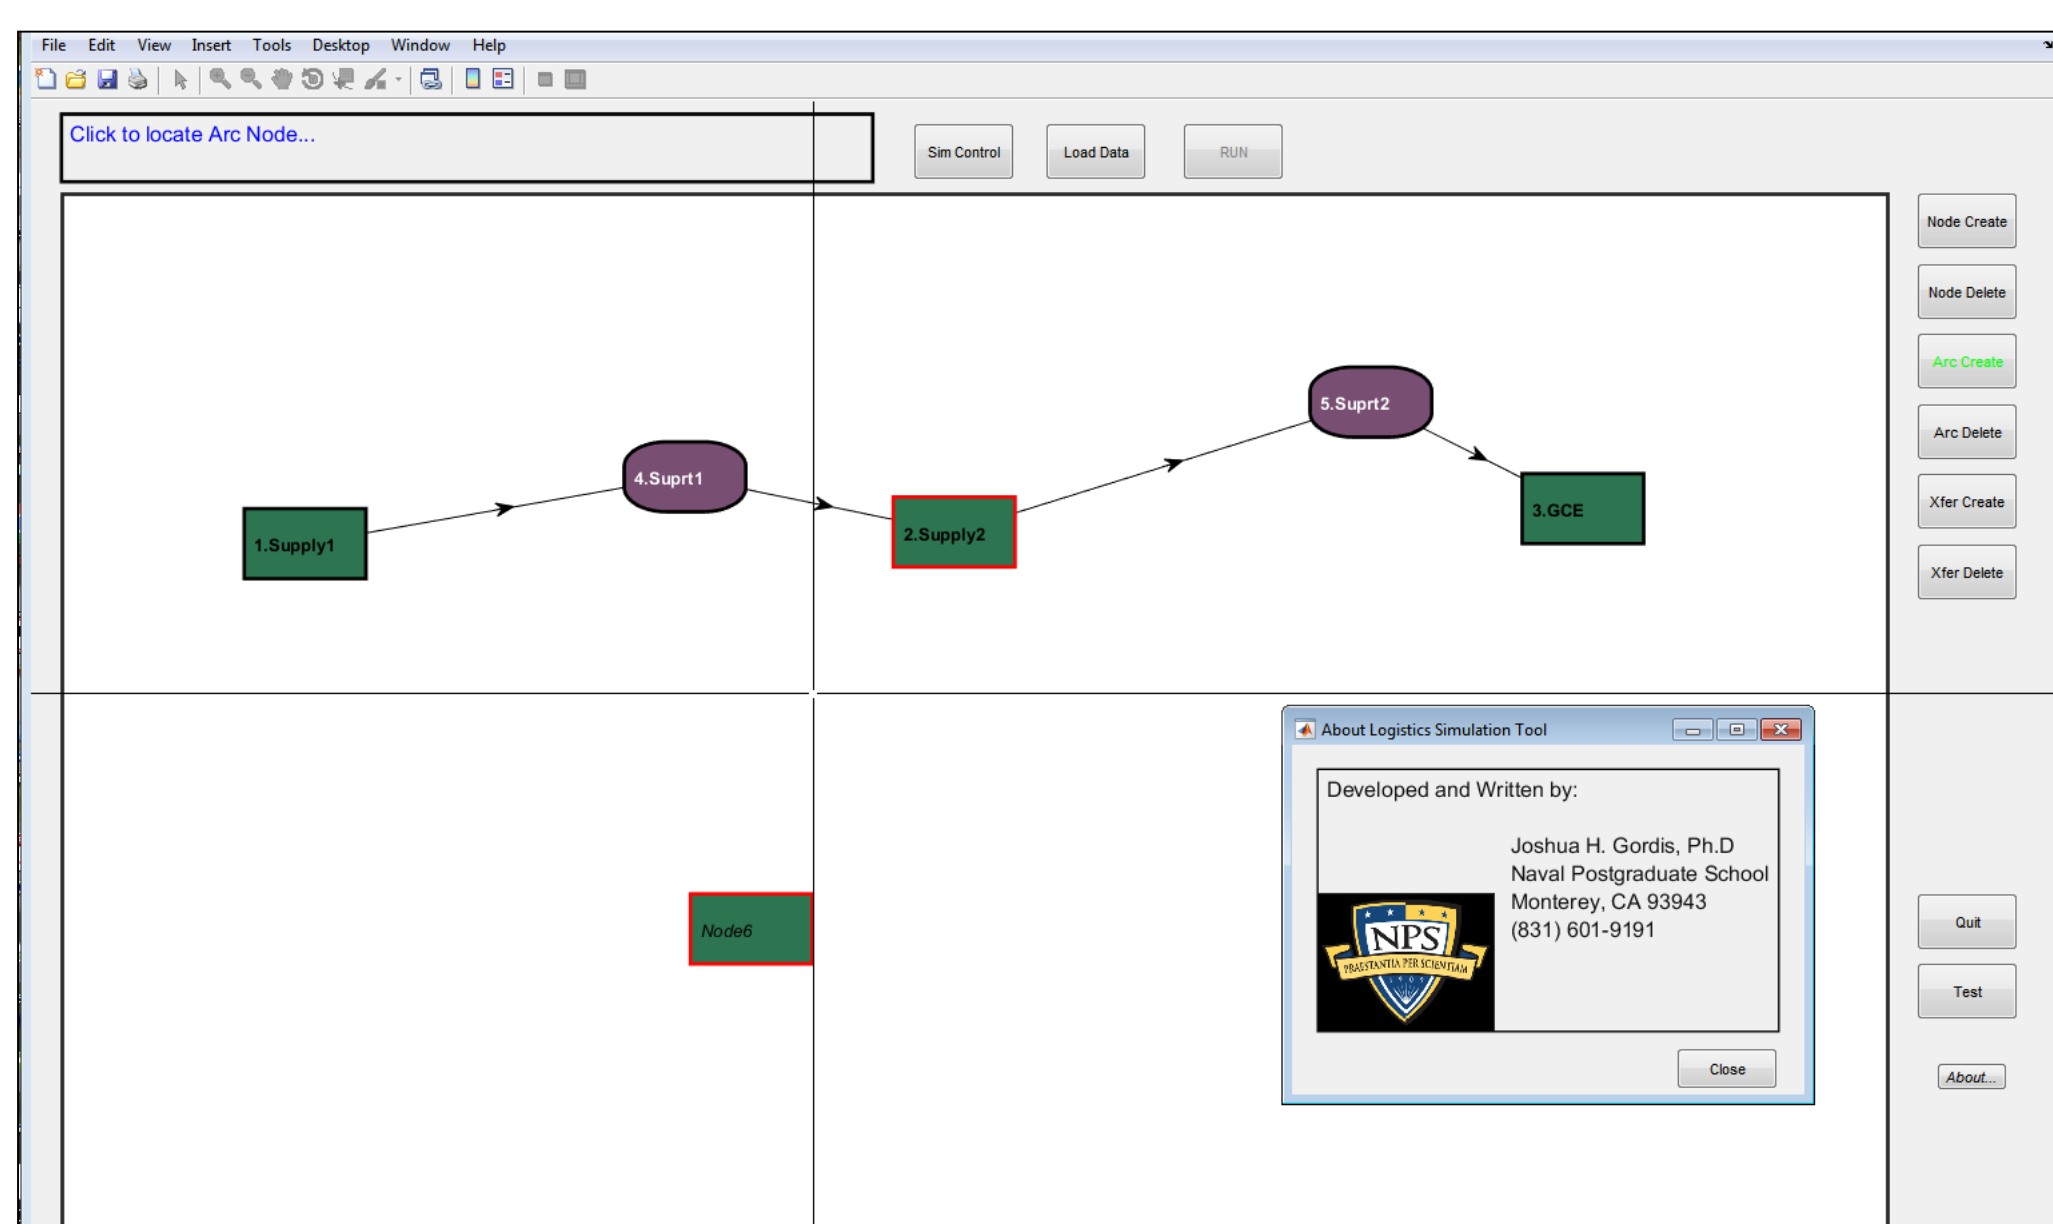 File Edit View Insert Tools Desktop Window Help
Click to locate Arc Node...
Sim Control
Load Data
RUN
Node Create
Node Delete
Arc Create
Arc Delete
Xfer Create
Xfer Delete
5.Suprt2
4.Suprt1
3.GCE
2.Supply2
1.Supply1
About Logistics Simulation Tool
Developed and Written by:
Joshua H. Gordis, Ph.D
Naval Postgraduate School
Monterey, CA 93943
(831) 601-9191
NPS
PRAESTANTIA PER SCIENTIAM
Close
Node6
Quit
Test
About...